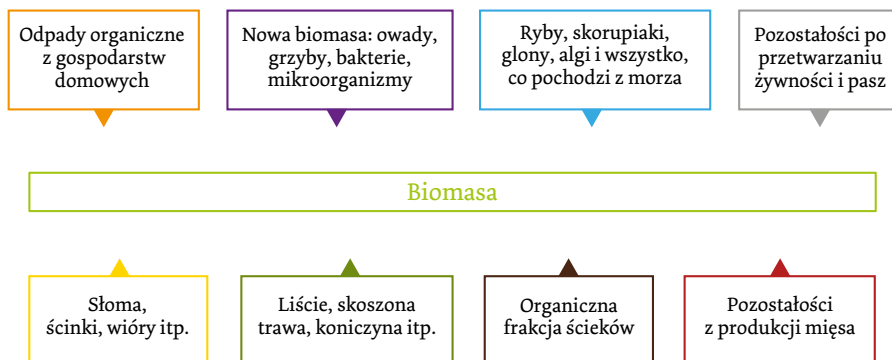 Odpady organiczne
z gospodarstw
domowych
Nowa biomasa: owady,
grzyby, bakterie,
mikroorganizmy
Ryby, skorupiaki,
glony, algi i wszystko,
co pochodzi z morza
Pozostałości po
przetwarzaniu
żywności i pasz
Biomasa
Słoma,
ścinki, wióry itp.
Liście, skoszona
trawa, koniczyna itp.
Organiczna
frakcja ścieków
Pozostałości
z produkcji mięsa